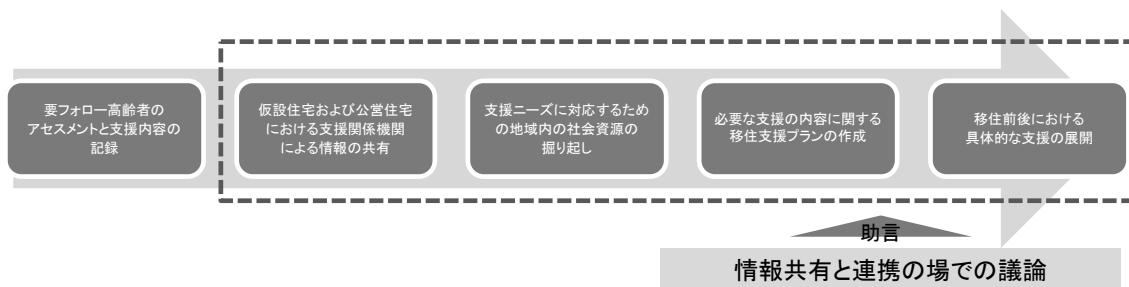 要フォロー高齢者の
アセスメントと支援内容の
記録
仮設住宅および公営住宅
における支援関係機関
による情報の共有
支援ニーズに対応するため
の地域内の社会資源の
掘り起し
必要な支援の内容に関する
移住支援プランの作成
移住前後における
具体的な支援の展開
助言
情報共有と連携の場での議論